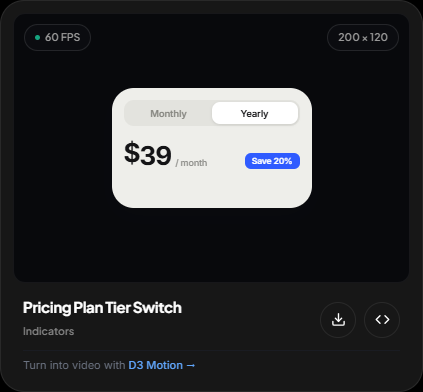 60 FPS
200 × 120
Monthly
Yearly
$39 / month
Save 20%
Pricing Plan Tier Switch
Indicators
Turn into video with D3 Motion →